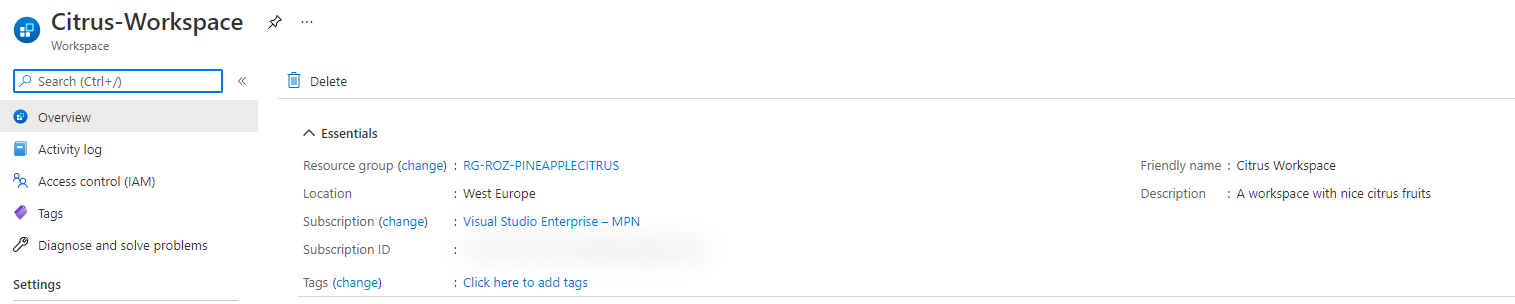 Citrus-Workspace
Workspace
Search (Ctrl+/)
Overview
Activity log
Access control (IAM)
Tags
Diagnose and solve problems
Settings
Delete
Essentials
Resource group (change) : RG-ROZ-PINEAPPLECITRUS
Location : West Europe
Subscription (change) : Visual Studio Enterprise – MPN
Subscription ID :
Tags (change) : Click here to add tags
Friendly name : Citrus Workspace
Description : A workspace with nice citrus fruits